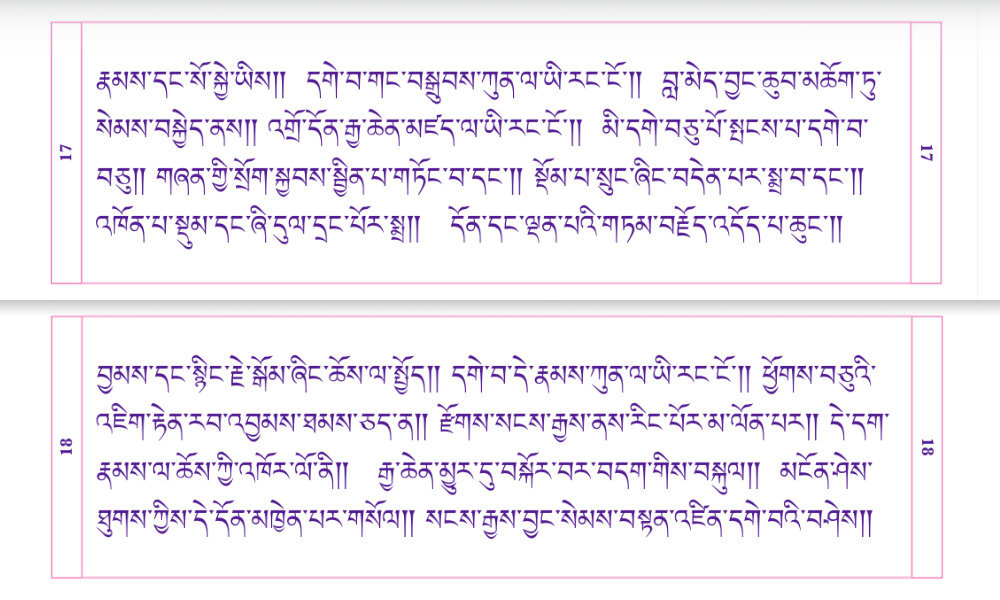 རྣམས་དང་སོ་སྐྱེ་ཡིས།། དགེ་བ་གང་བསྒྲུབས་ཀུན་ལ་ཡི་རང་ངོ་།། བླ་མེད་བྱང་ཆུབ་མཆོག་ཏུ་
སེམས་བསྐྱེད་ནས།། འགྲོ་དོན་རྒྱ་ཆེན་མཛད་ལ་ཡི་རང་ངོ་།། མི་དགེ་བཅུ་པོ་སྤངས་པ་དགེ་བ་
17
17
བཅུ།། གཞན་གྱི་སྲོག་སྐྱབས་སྦྱིན་པ་གཏོང་བ་དང་།། སྡོམ་པ་སྲུང་ཞིང་བདེན་པར་སྨྲ་བ་དང་།།
འཁོན་པ་སྡུམ་དང་ཞི་དུལ་དྲང་པོར་སྨྲ།། དོན་དང་ལྡན་པའི་གཏམ་བརྗོད་འདོད་པ་ཆུང་།།
བྱམས་དང་སྙིང་རྗེ་སྒོམ་ཞིང་ཆོས་ལ་སྤྱོད།། དགེ་བ་དེ་རྣམས་ཀུན་ལ་ཡི་རང་ངོ་།། ཕྱོགས་བཅུའི་
འཇིག་རྟེན་རབ་འབྱམས་ཐམས་ཅད་ན།། རྫོགས་སངས་རྒྱས་ནས་རིང་པོར་མ་ལོན་པར།། དེ་དག་
18
18
རྣམས་ལ་ཆོས་ཀྱི་འཁོར་ལོ་ནི།། རྒྱ་ཆེན་མྱུར་དུ་བསྐོར་བར་བདག་གིས་བསྐུལ།། མངོན་ཤེས་
ཐུགས་ཀྱིས་དེ་དོན་མཁྱེན་པར་གསོལ།། སངས་རྒྱས་བྱང་སེམས་བསྟན་འཛིན་དགེ་བའི་བཤེས།།